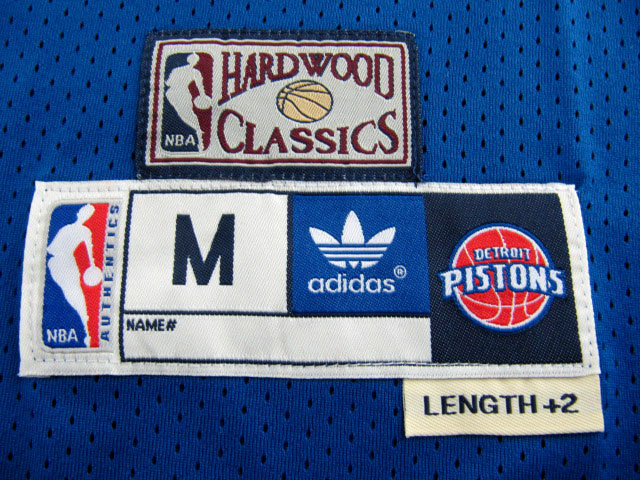 NBA
HARDWOOD
CLASSICS
NBA
AUTHENTICS
M
adidas®
DETROIT
PISTONS
NAME#
LENGTH +2